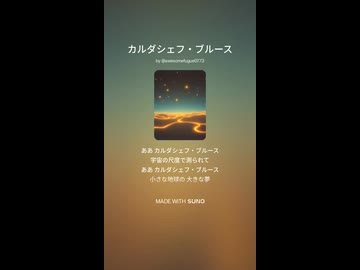 カルダシェフ・ブルース
by @awesomefugue0773
ああ カルダシェフ・ブルース
宇宙の尺度で測られて
ああ カルダシェフ・ブルース
小さな地球の 大きな夢
MADE WITH SUNO